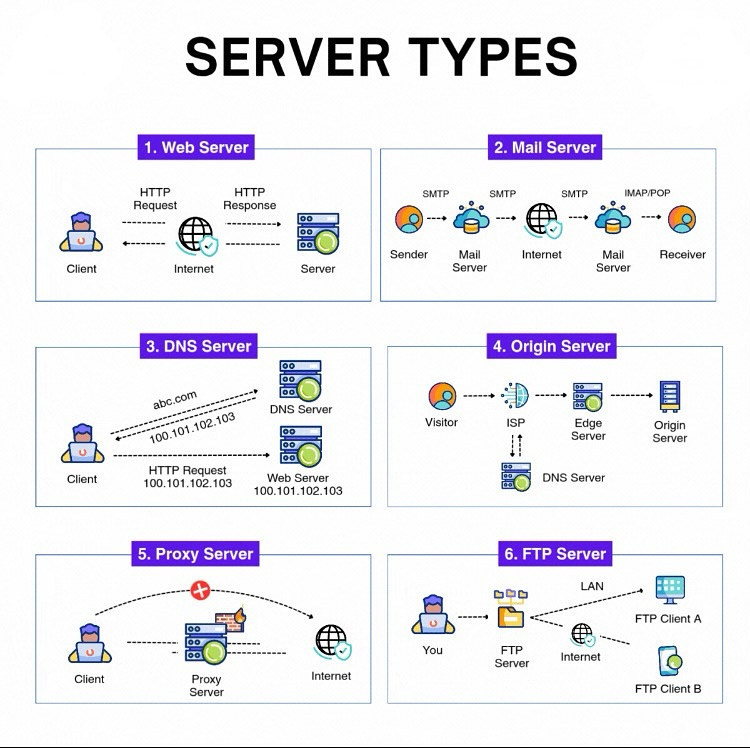 SERVER TYPES
1. Web Server
HTTP
Request
HTTP
Response
Client
Internet
Server
2. Mail Server
SMTP
SMTP
SMTP
IMAP/POP
Sender
Mail
Server
Internet
Mail
Server
Receiver
3. DNS Server
abc.com
100.101.102.103
DNS Server
Client
HTTP Request
100.101.102.103
Web Server
100.101.102.103
4. Origin Server
Visitor
ISP
Edge
Server
Origin
Server
DNS Server
5. Proxy Server
Client
Proxy
Server
Internet
6. FTP Server
LAN
You
FTP
Server
Internet
FTP Client A
FTP Client B